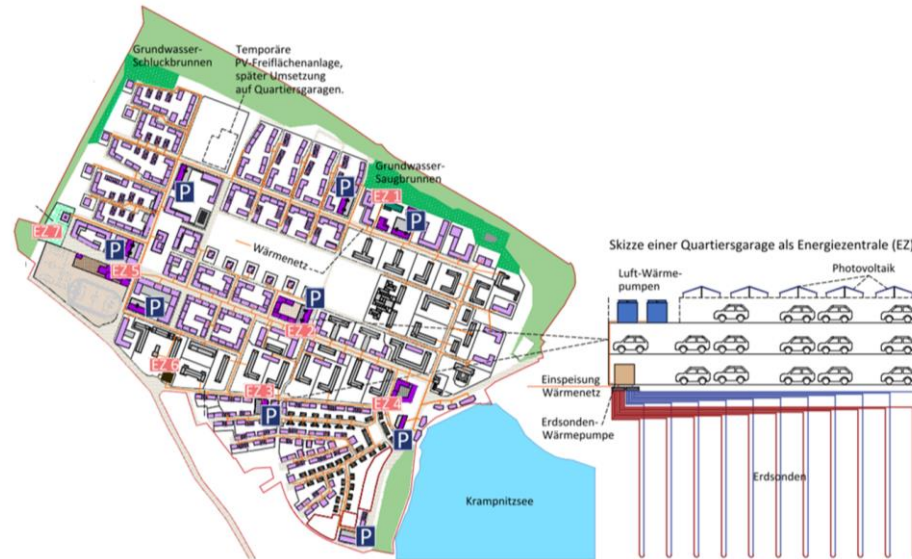 Grundwasser-
Schluckbrunnen
Temporäre
PV-Freiflächenanlage,
später Umsetzung
auf Quartiersgaragen.
Grundwasser-
Saugbrunnen
EZ 1
P
P
P
EZ 7
Wärmenetz
P
EZ 5
P
P
EZ 2
EZ 6
EZ 3
P
EZ 4
P
Krampnitzsee
P
Skizze einer Quartiersgarage als Energiezentrale (EZ)
Luft-Wärme-
pumpen
Photovoltaik
Einspeisung
Wärmenetz
Erdsonden-
Wärmepumpe
Erdsonden